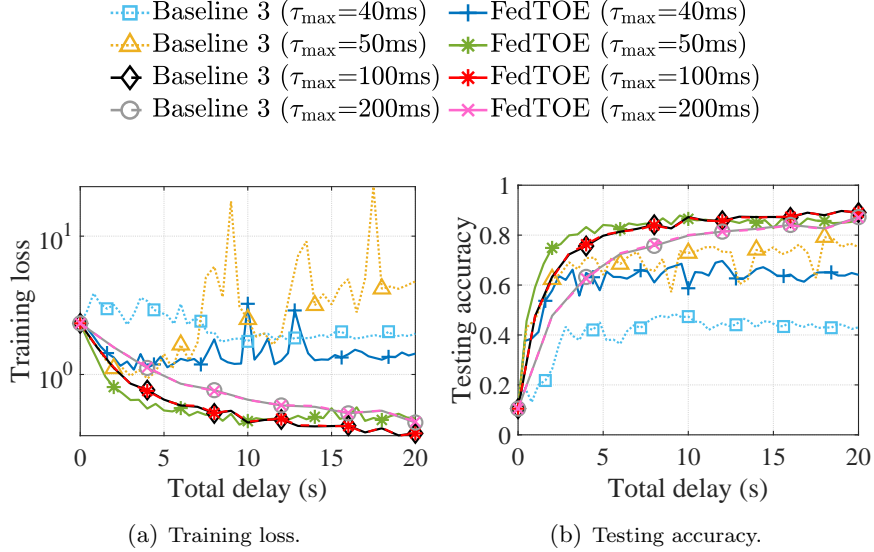 Baseline 3 (τmax=40ms) FedTOE (τmax=40ms)
Baseline 3 (τmax=50ms) FedTOE (τmax=50ms)
Baseline 3 (τmax=100ms) FedTOE (τmax=100ms)
Baseline 3 (τmax=200ms) FedTOE (τmax=200ms)
Training loss
10^1
10^0
0 5 10 15 20
Total delay (s)
(a) Training loss.
Testing accuracy
1
0.8
0.6
0.4
0.2
0
0 5 10 15 20
Total delay (s)
(b) Testing accuracy.